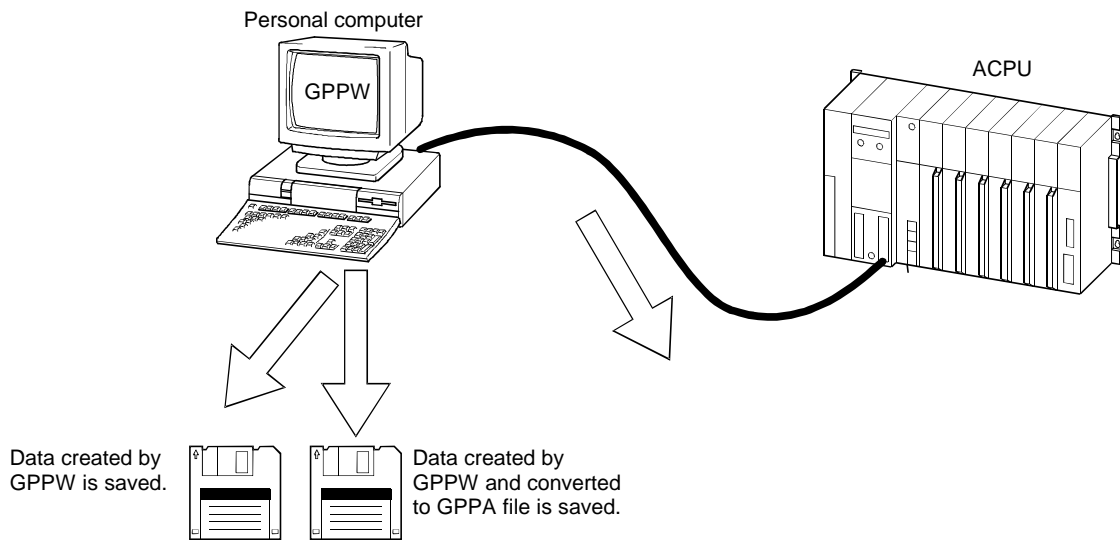 Personal computer
GPPW
ACPU
Data created by
GPPW is saved.
Data created by
GPPW and converted
to GPPA file is saved.